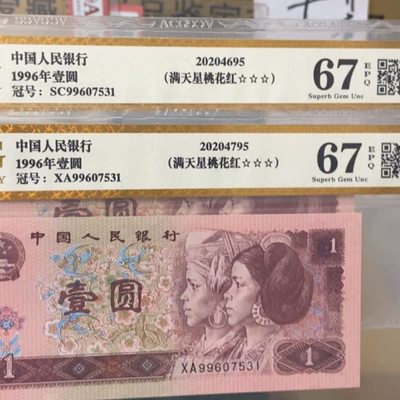 中国人民银行
1996年壹圆
冠号：SC99607531
20204695
(满天星桃花红☆☆☆)
67
EPQ
Superb Gem Unc
中国人民银行
1996年壹圆
冠号：XA99607531
20204795
(满天星桃花红☆☆☆)
67
EPQ
Superb Gem Unc
中国人民银行
1
壹圆
XA99607531
1